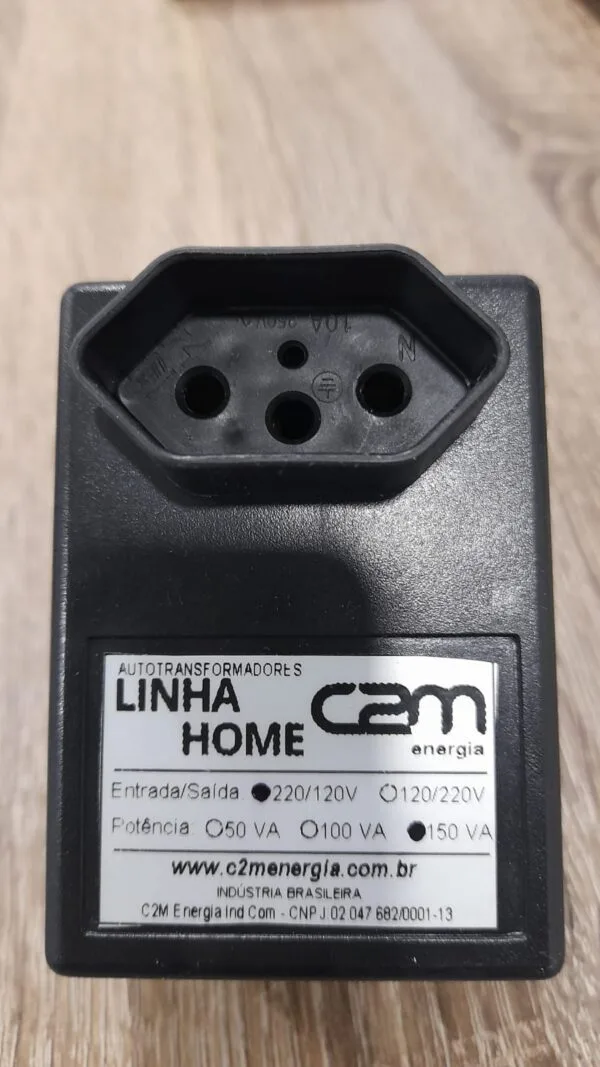 10A 250V~
N
AUTOTRANSFORMADORES
LINHA
HOME
c2m
energia
Entrada/Saída 220/120V 120/220V
Potência 50 VA 100 VA 150 VA
www.c2menergia.com.br
INDÚSTRIA BRASILEIRA
C2M Energia Ind Com - CNPJ 02 047 682/0001-13